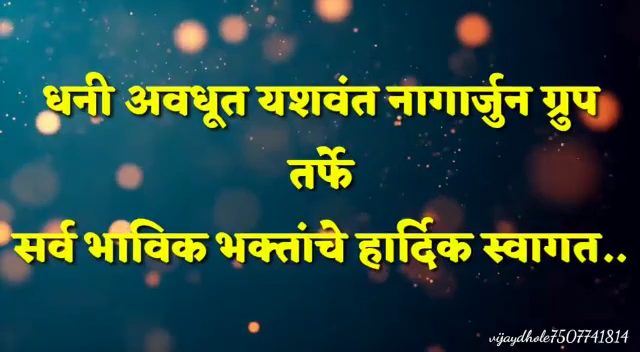 धनी अवधूत यशवंत नागार्जुन ग्रुप
तर्फे
सर्व भाविक भक्तांचे हार्दिक स्वागत..
vijaydhole7507741814